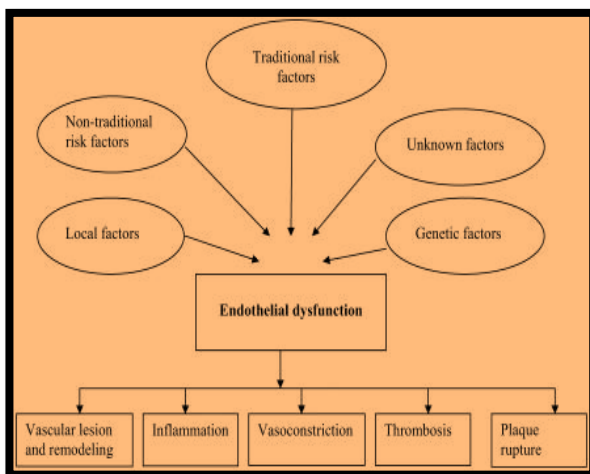 Traditional risk
factors
Non-traditional
risk factors
Unknown factors
Local factors
Genetic factors
Endothelial dysfunction
Vascular lesion
and remodeling
Inflammation
Vasoconstriction
Thrombosis
Plaque
rupture